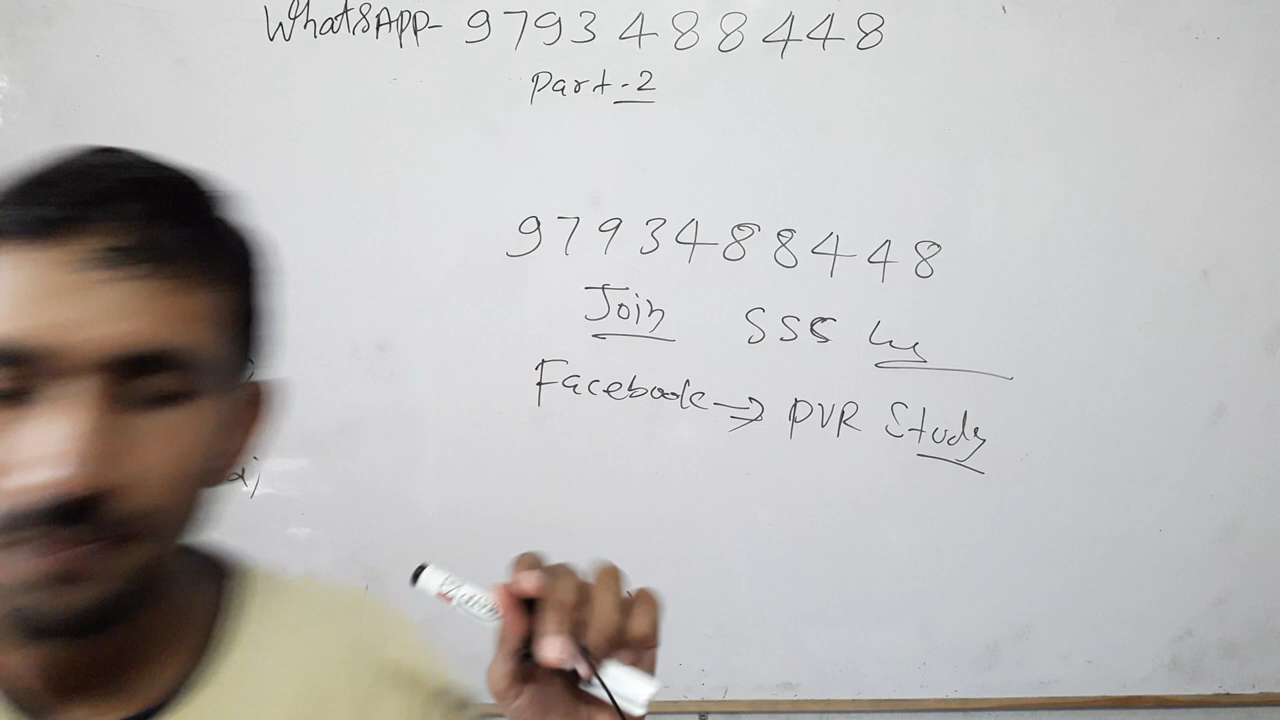 WhatsApp- 9793488448
Part-2
9793488448
Join SSS
Facebook → PVR Study